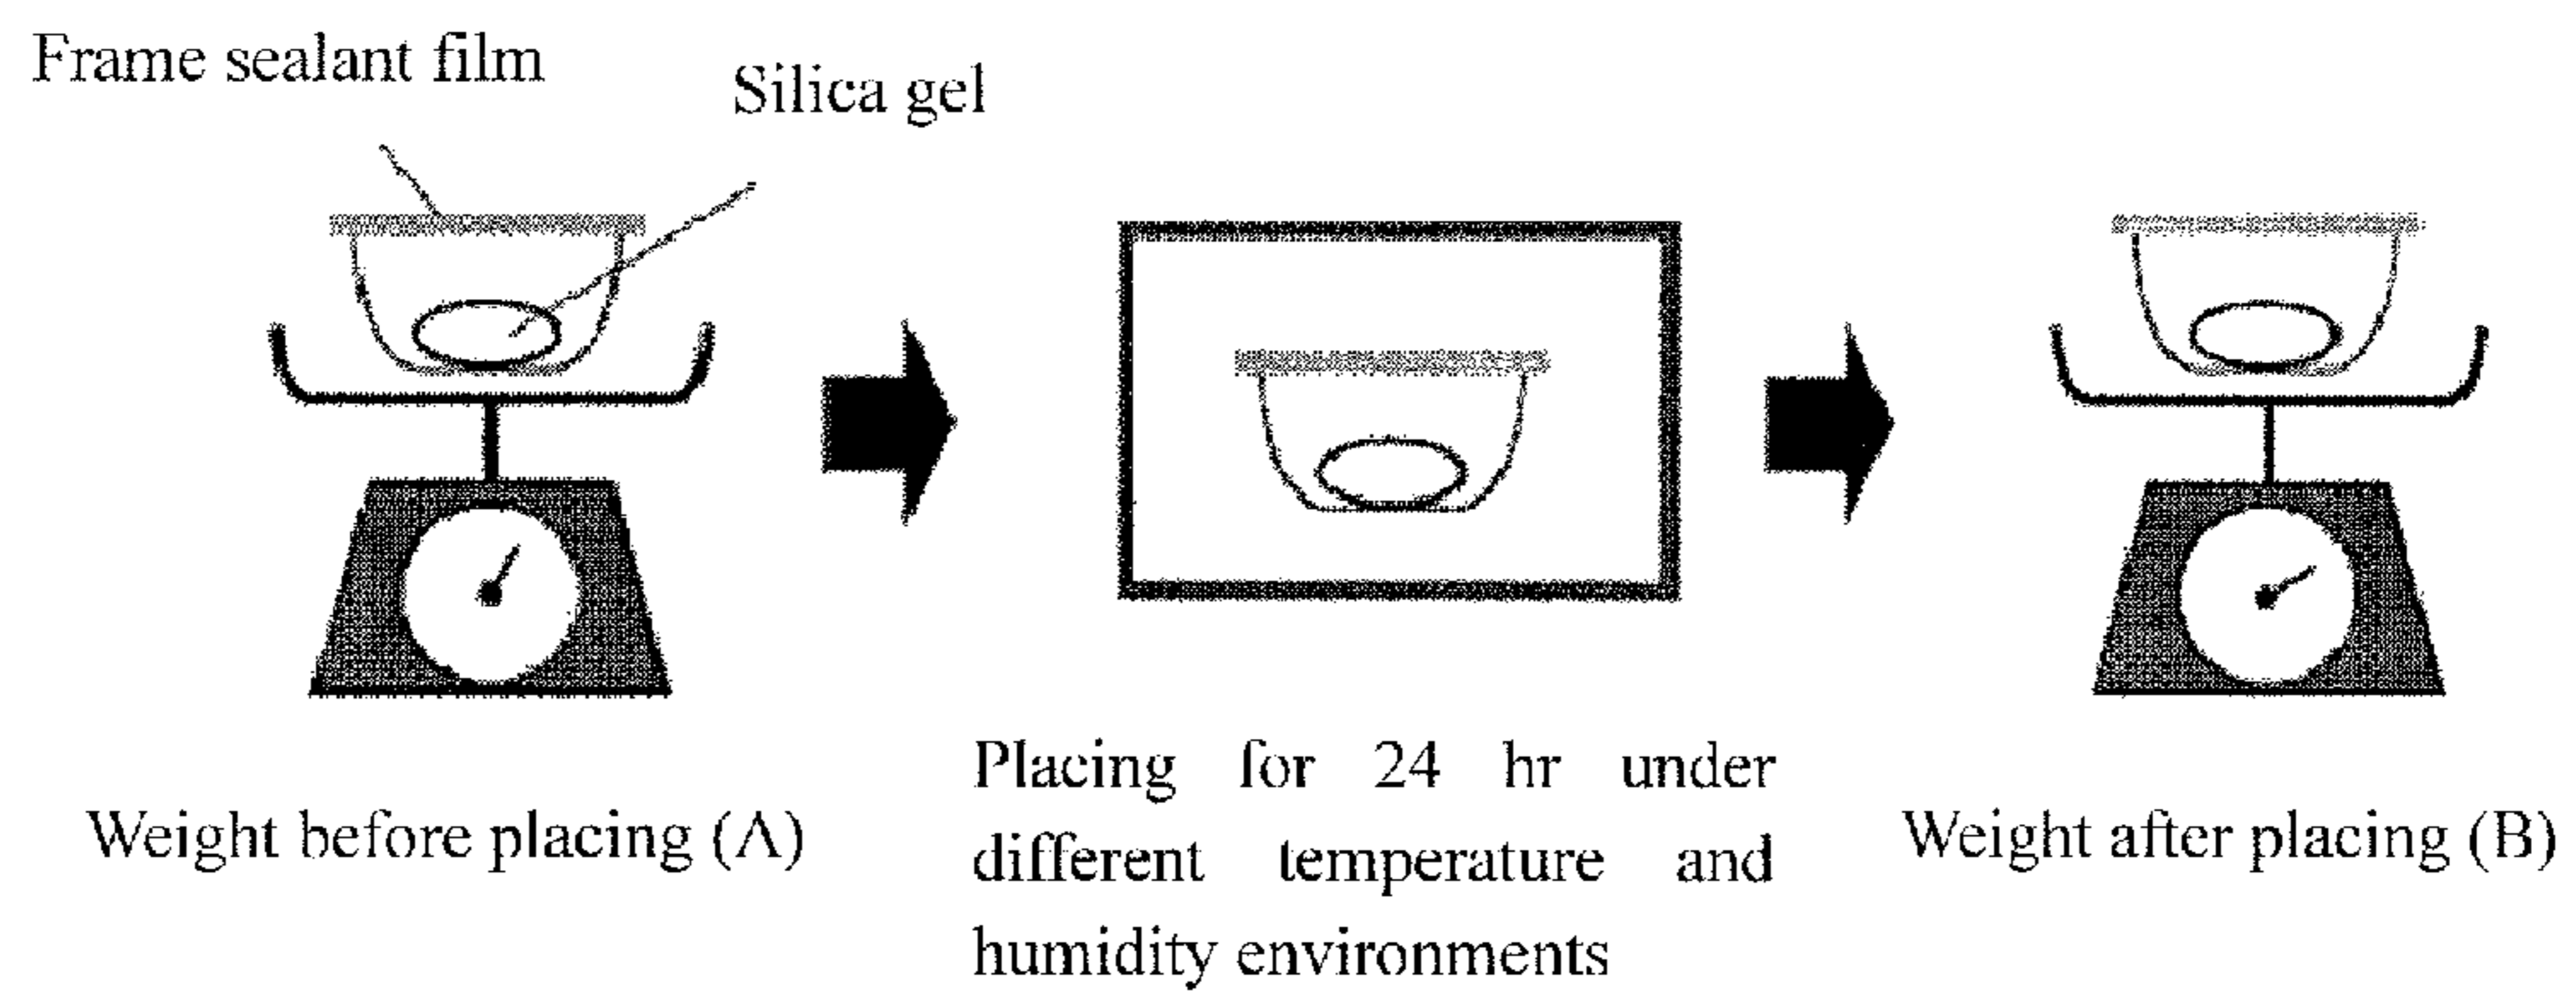 Frame sealant film
Silica gel
Weight before placing (A)
Placing for 24 hr under
different temperature and
humidity environments
Weight after placing (B)